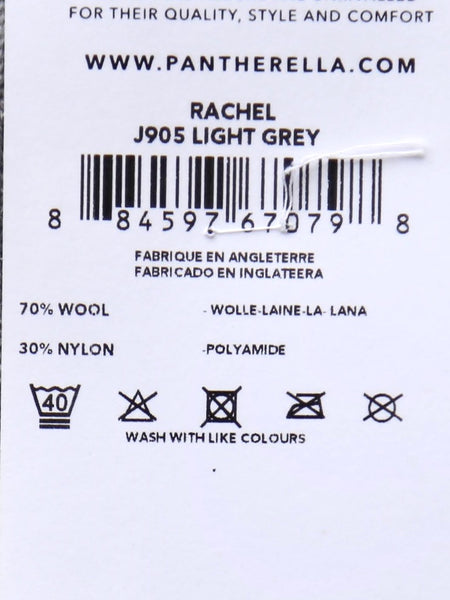 FOR THEIR QUALITY, STYLE AND COMFORT
WWW.PANTHERELLA.COM
RACHEL
J905 LIGHT GREY
8 84597 67079 8
FABRIQUE EN ANGLETERRE
FABRICADO EN INGLATEERA
70% WOOL - WOLLE-LAINE-LA- LANA
30% NYLON -POLYAMIDE
40
WASH WITH LIKE COLOURS